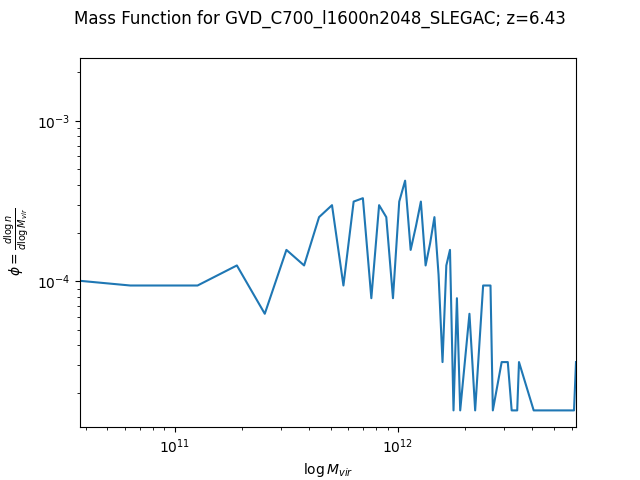 Mass Function for GVD_C700_l1600n2048_SLEGAC; z=6.43
10⁻³
10⁻⁴
ϕ = d log n / d log M_vir
10¹¹
10¹²
log M_vir